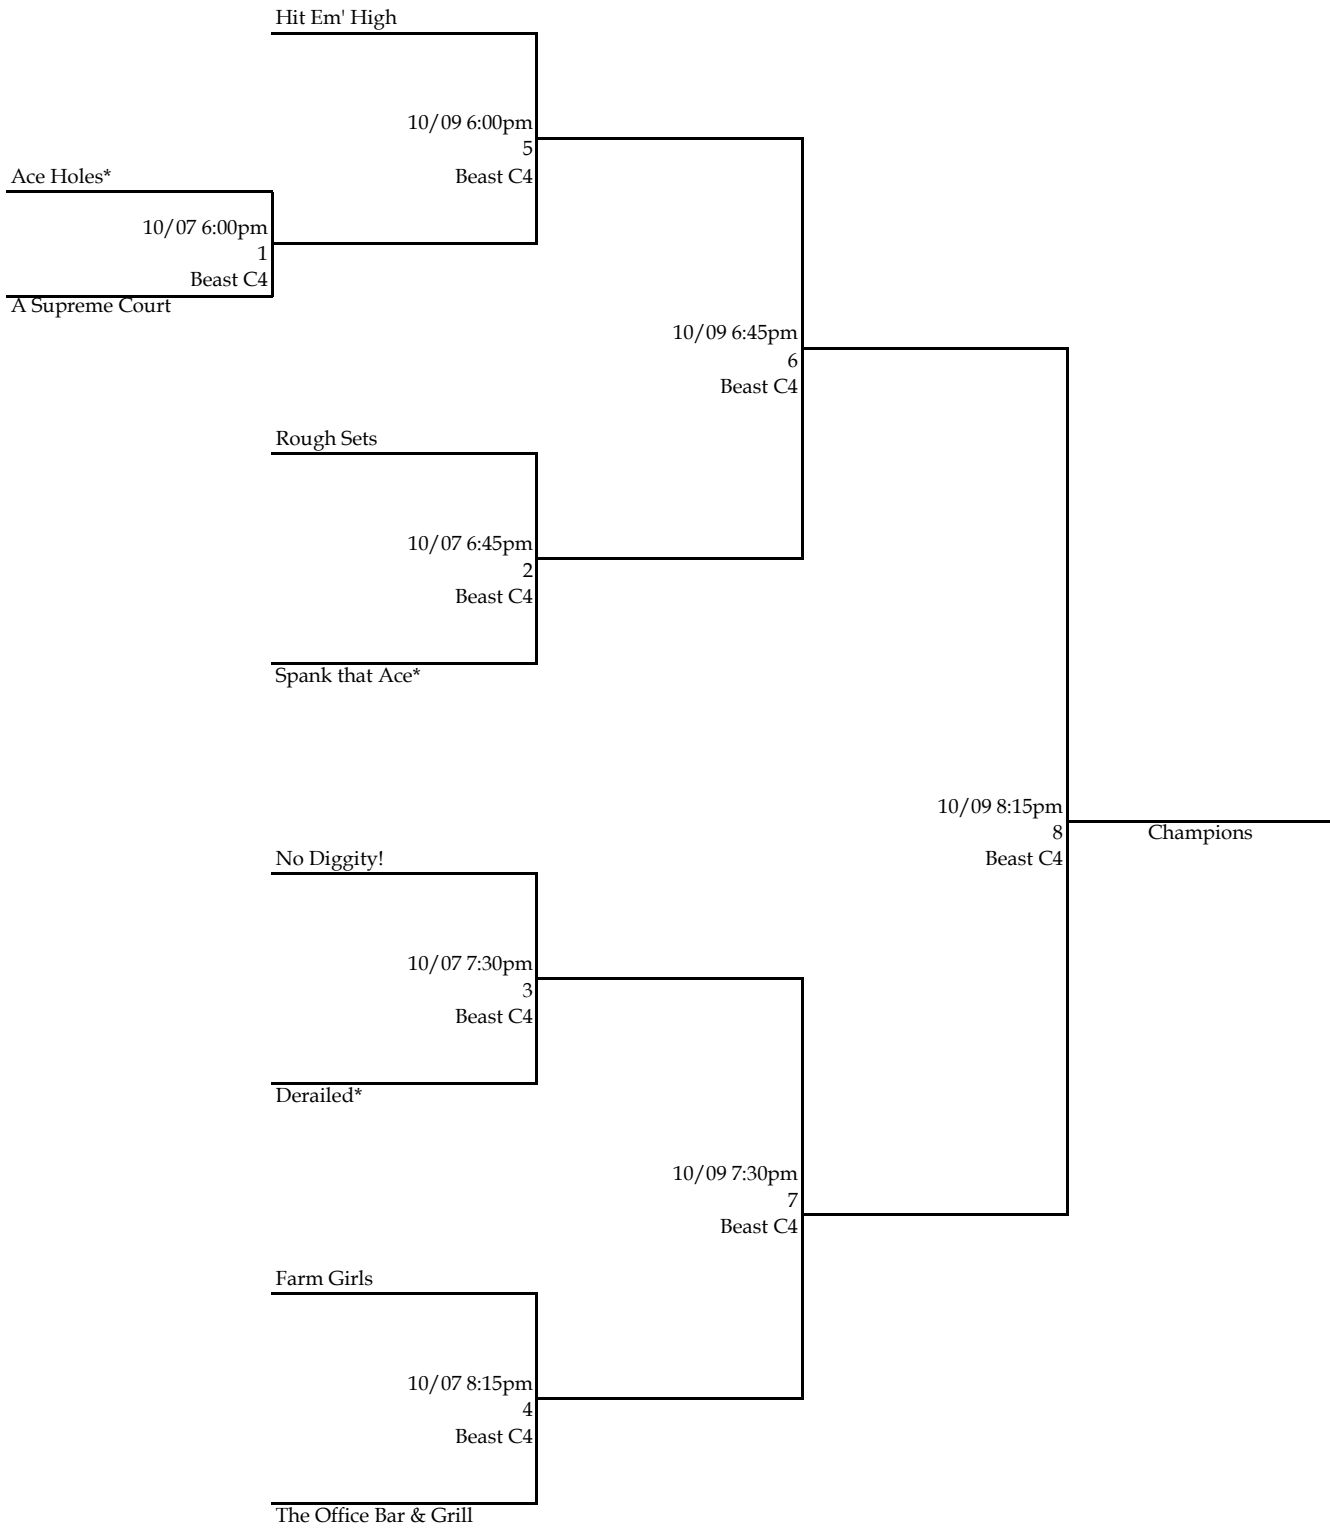 Hit Em' High
10/09 6:00pm
5
Beast C4
Ace Holes*
10/07 6:00pm
1
Beast C4
A Supreme Court
10/09 6:45pm
6
Beast C4
Rough Sets
10/07 6:45pm
2
Beast C4
Spank that Ace*
10/09 8:15pm
8
Beast C4
Champions
No Diggity!
10/07 7:30pm
3
Beast C4
Derailed*
10/09 7:30pm
7
Beast C4
Farm Girls
10/07 8:15pm
4
Beast C4
The Office Bar & Grill